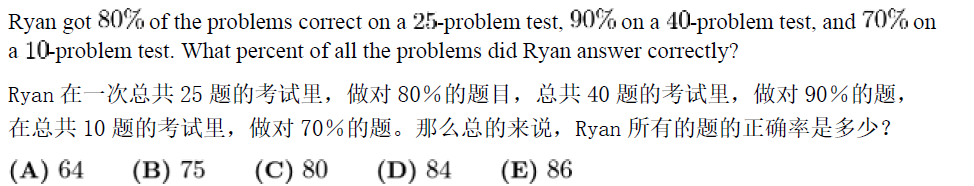 Ryan got 80% of the problems correct on a 25-problem test, 90% on a 40-problem test, and 70% on
a 10-problem test. What percent of all the problems did Ryan answer correctly?
Ryan 在一次总共 25 题的考试里，做对 80%的题目，总共 40 题的考试里，做对 90%的题，
在总共 10 题的考试里，做对 70%的题。那么总的来说，Ryan 所有的题的正确率是多少？
(A) 64 (B) 75 (C) 80 (D) 84 (E) 86